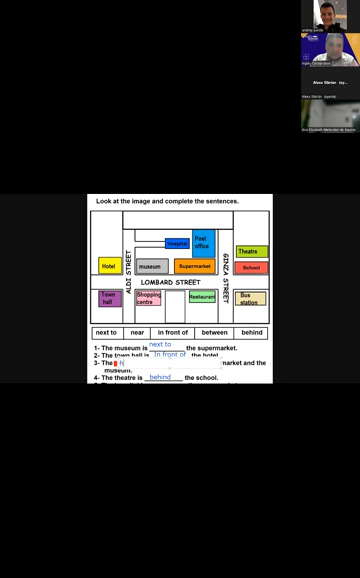 Look at the image and complete the sentences.
Hospital
Post
office
Theatre
Hotel
museum
Supermarket
School
ALDI STREET
LOMBARD STREET
GINZA STREET
Town
hall
Shopping
centre
Restaurant
Bus
station
next to near in front of between behind
1- The museum is next to the supermarket.
2- The town hall is In front of the hotel
3- The market and the
museum.
4- The theatre is behind the school.